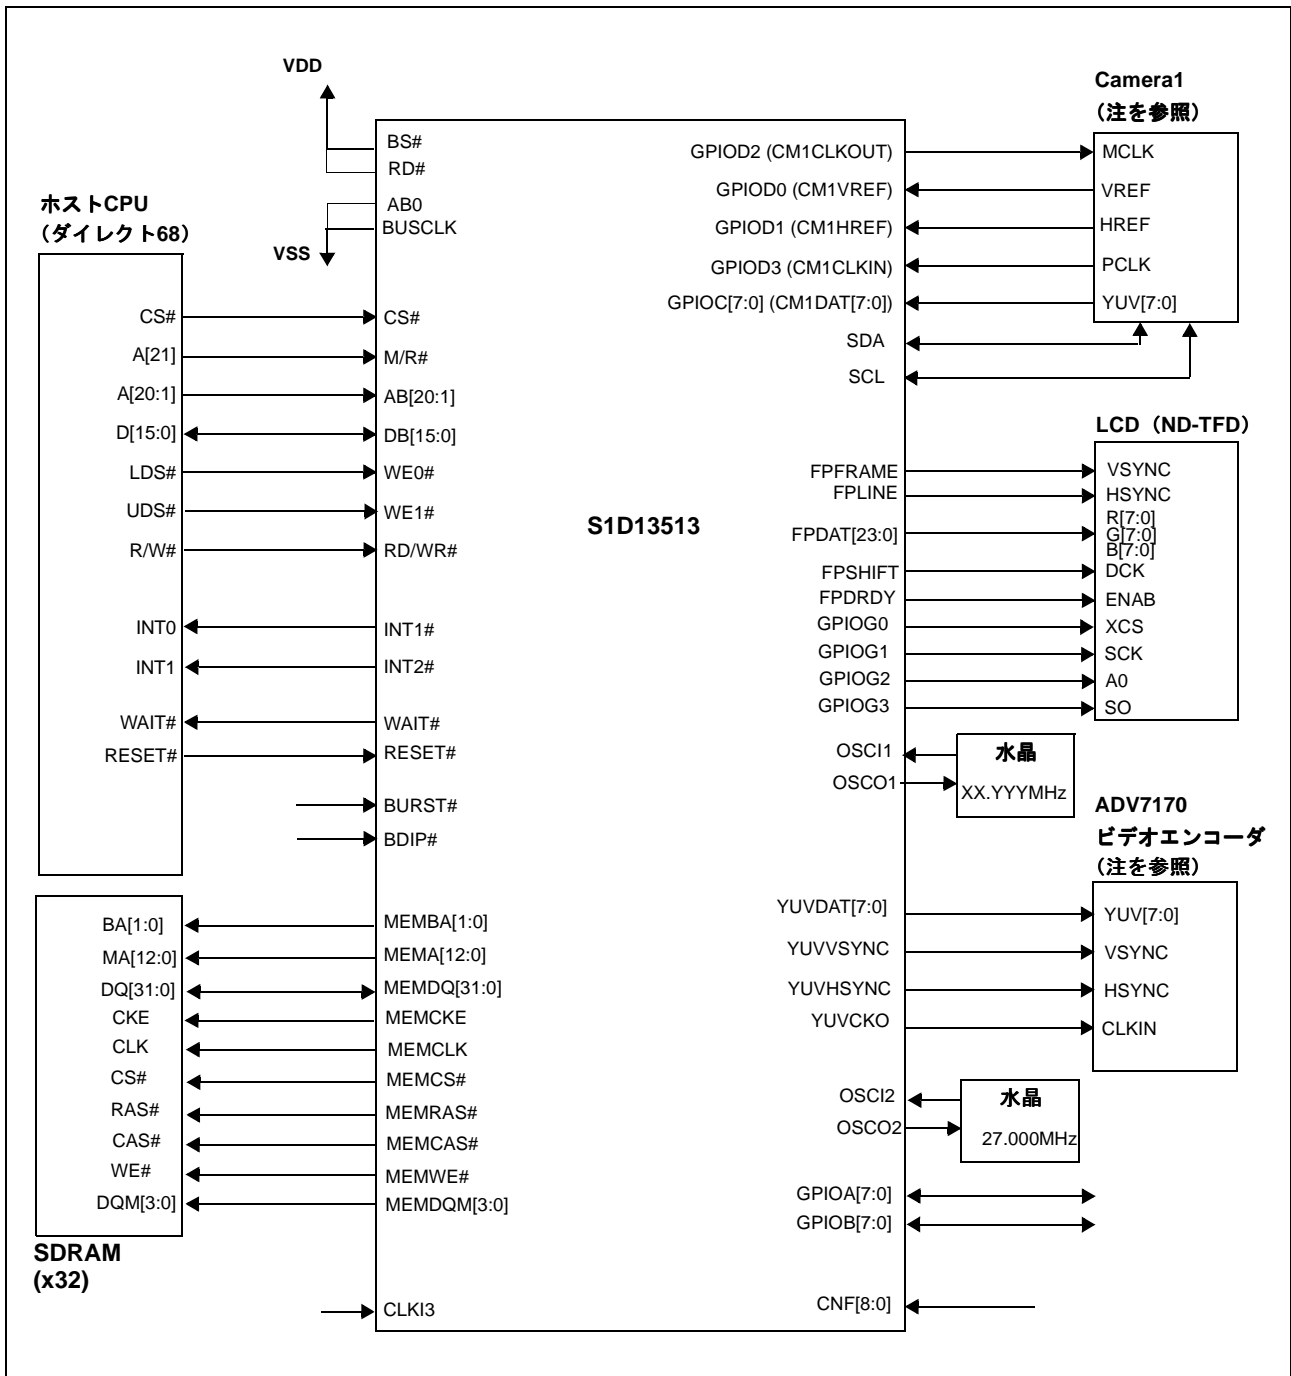 VDD
VSS
ホストCPU
（ダイレクト68）
CS#
A[21]
A[20:1]
D[15:0]
LDS#
UDS#
R/W#
INT0
INT1
WAIT#
RESET#
BA[1:0]
MA[12:0]
DQ[31:0]
CKE
CLK
CS#
RAS#
CAS#
WE#
DQM[3:0]
SDRAM
(x32)
BS#
RD#
AB0
BUSCLK
CS#
M/R#
AB[20:1]
DB[15:0]
WE0#
WE1#
RD/WR#
INT1#
INT2#
WAIT#
RESET#
BURST#
BDIP#
MEMBA[1:0]
MEMA[12:0]
MEMDQ[31:0]
MEMCKE
MEMCLK
MEMCS#
MEMRAS#
MEMCAS#
MEMWE#
MEMDQM[3:0]
CLKI3
S1D13513
GPIOD2 (CM1CLKOUT)
GPIOD0 (CM1VREF)
GPIOD1 (CM1HREF)
GPIOD3 (CM1CLKIN)
GPIOC[7:0] (CM1DAT[7:0])
SDA
SCL
FPFRAME
FPLINE
FPDAT[23:0]
FPSHIFT
FPDRDY
GPIOG0
GPIOG1
GPIOG2
GPIOG3
OSCI1
OSCO1
YUVDAT[7:0]
YUVVSYNC
YUVHSYNC
YUVCKO
OSCI2
OSCO2
GPIOA[7:0]
GPIOB[7:0]
CNF[8:0]
Camera1
（注を参照）
MCLK
VREF
HREF
PCLK
YUV[7:0]
LCD（ND-TFD）
VSYNC
HSYNC
R[7:0]
G[7:0]
B[7:0]
DCK
ENAB
XCS
SCK
A0
SO
水晶
XX.YYYMHz
ADV7170
ビデオエンコーダ
（注を参照）
YUV[7:0]
VSYNC
HSYNC
CLKIN
水晶
27.000MHz